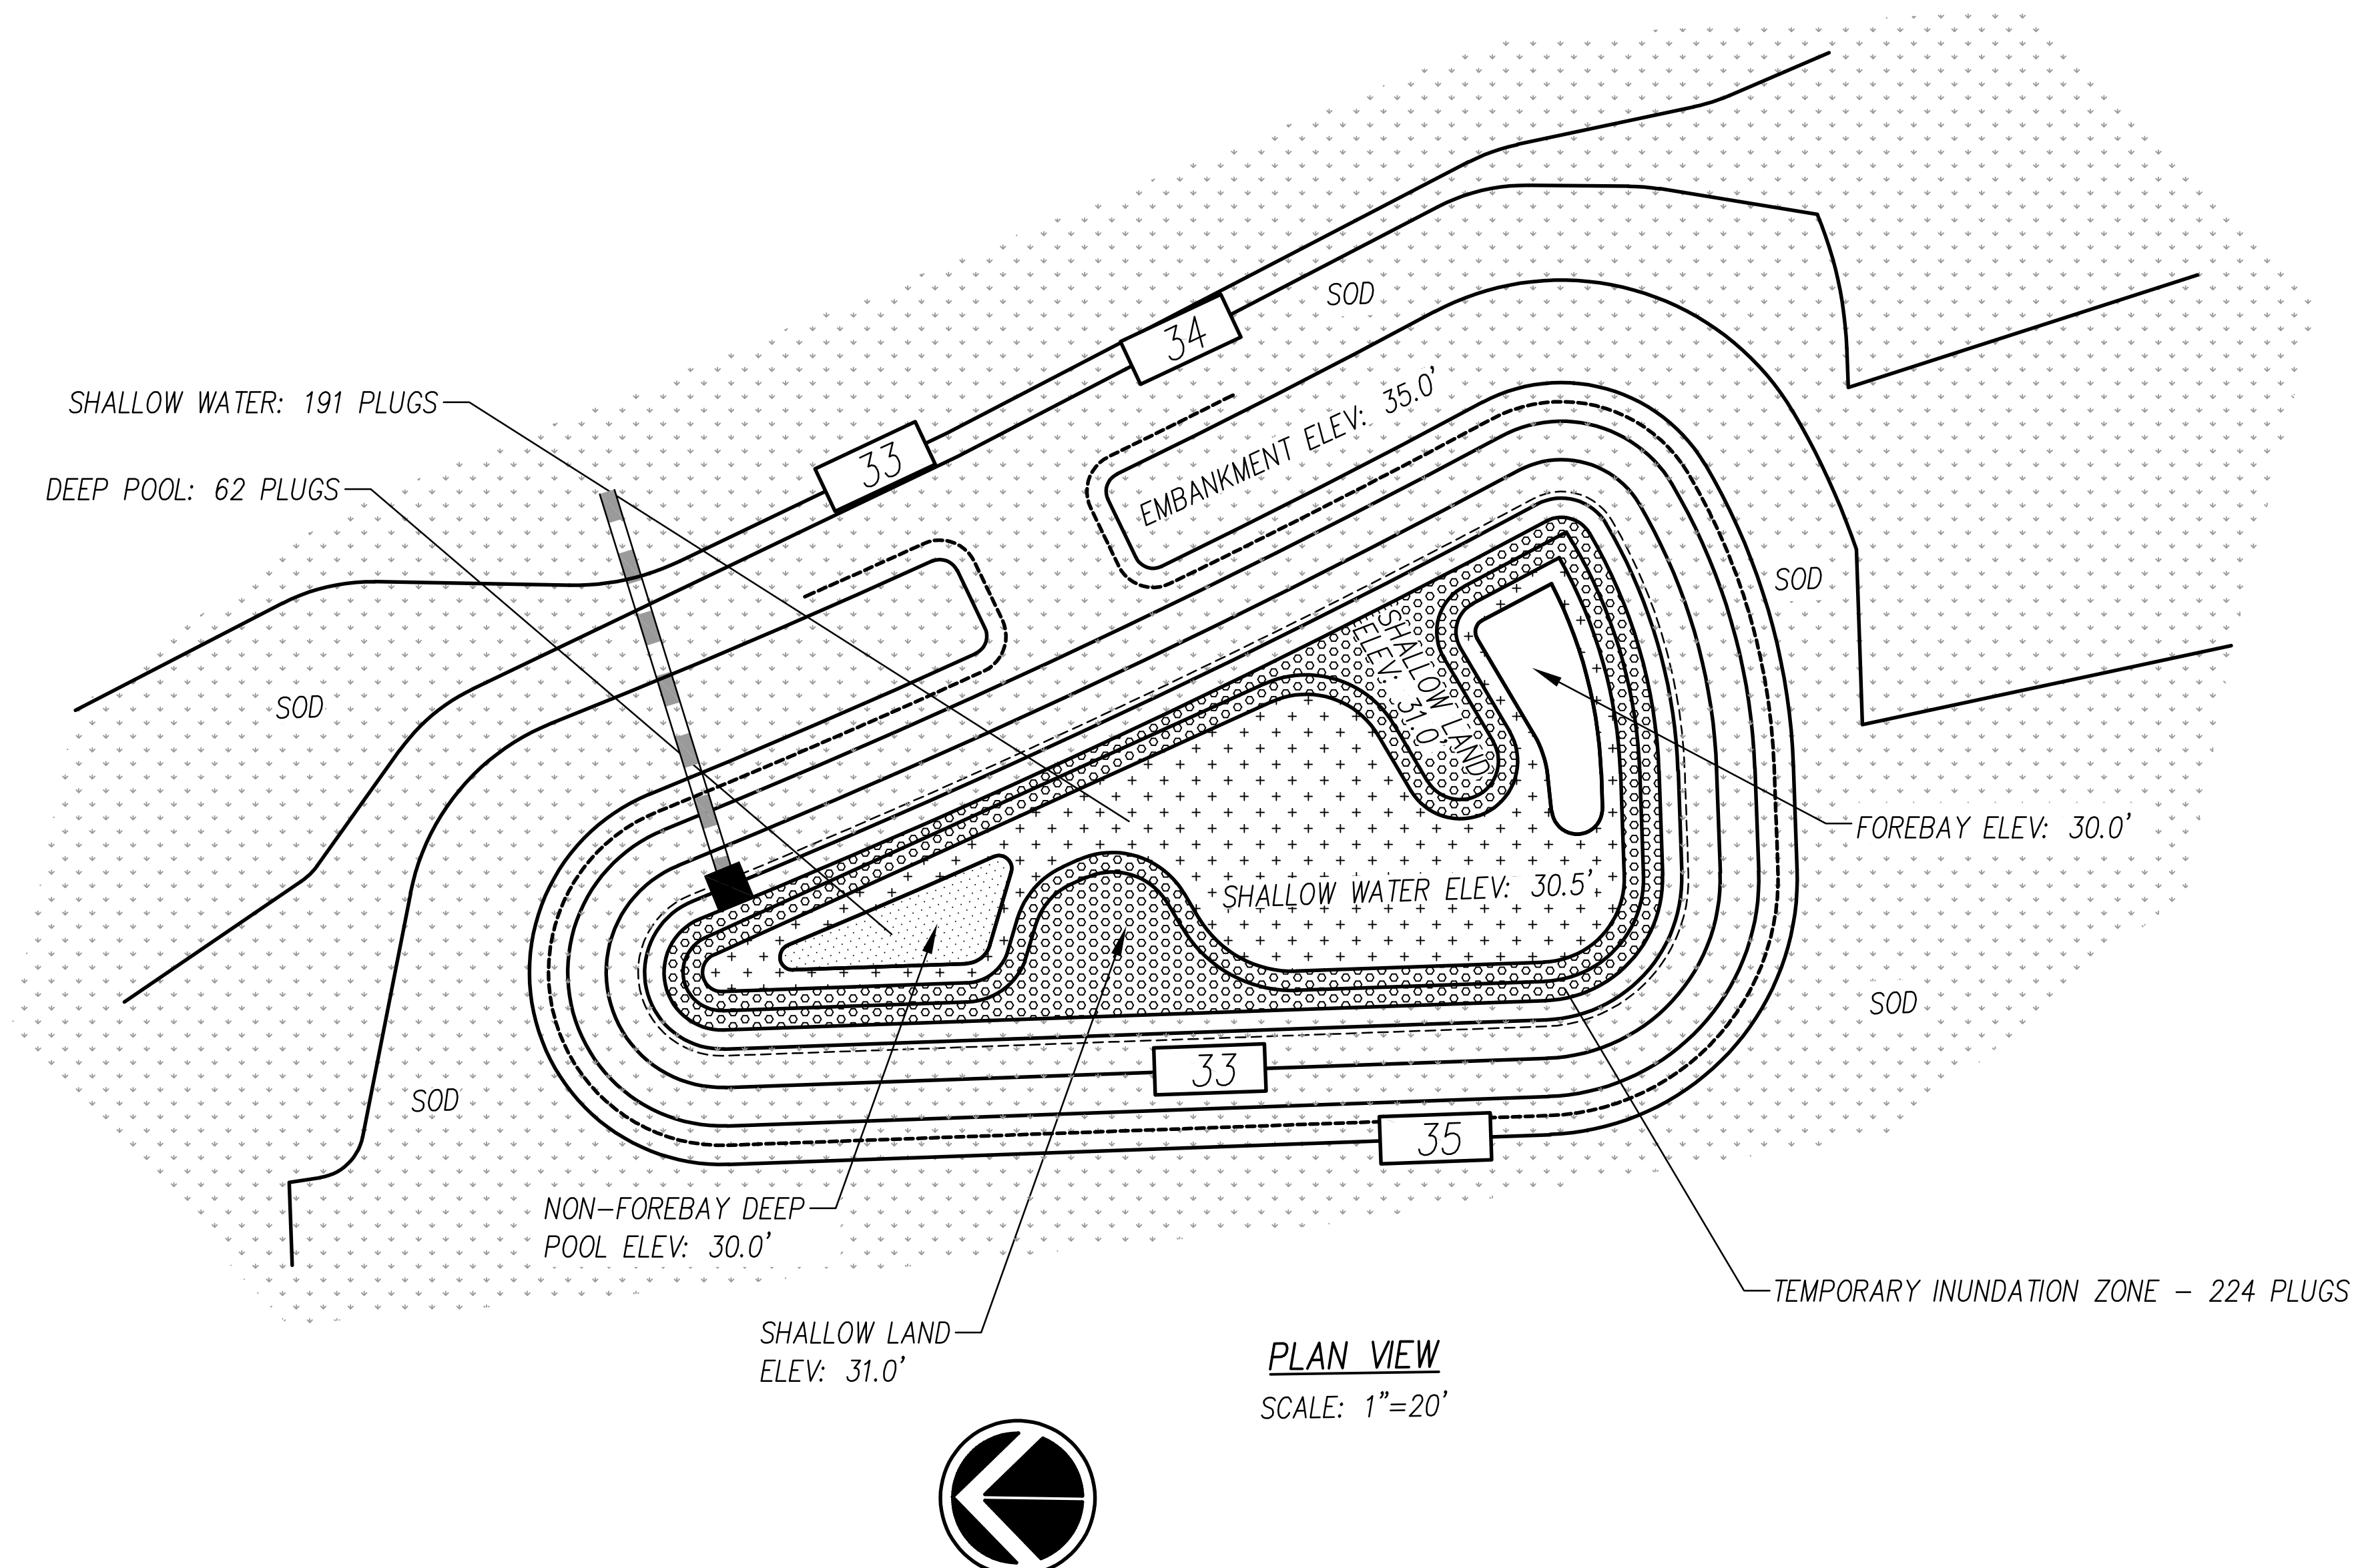 34
SOD
33
EMBANKMENT ELEV: 35.0'
SHALLOW WATER: 191 PLUGS
DEEP POOL: 62 PLUGS
SOD
SHALLOW LAND
ELEV: 31.0'
SOD
FOREBAY ELEV: 30.0'
SHALLOW WATER ELEV: 30.5'
SOD
SOD
33
35
NON-FOREBAY DEEP
POOL ELEV: 30.0'
TEMPORARY INUNDATION ZONE - 224 PLUGS
SHALLOW LAND
ELEV: 31.0'
PLAN VIEW
SCALE: 1"=20'